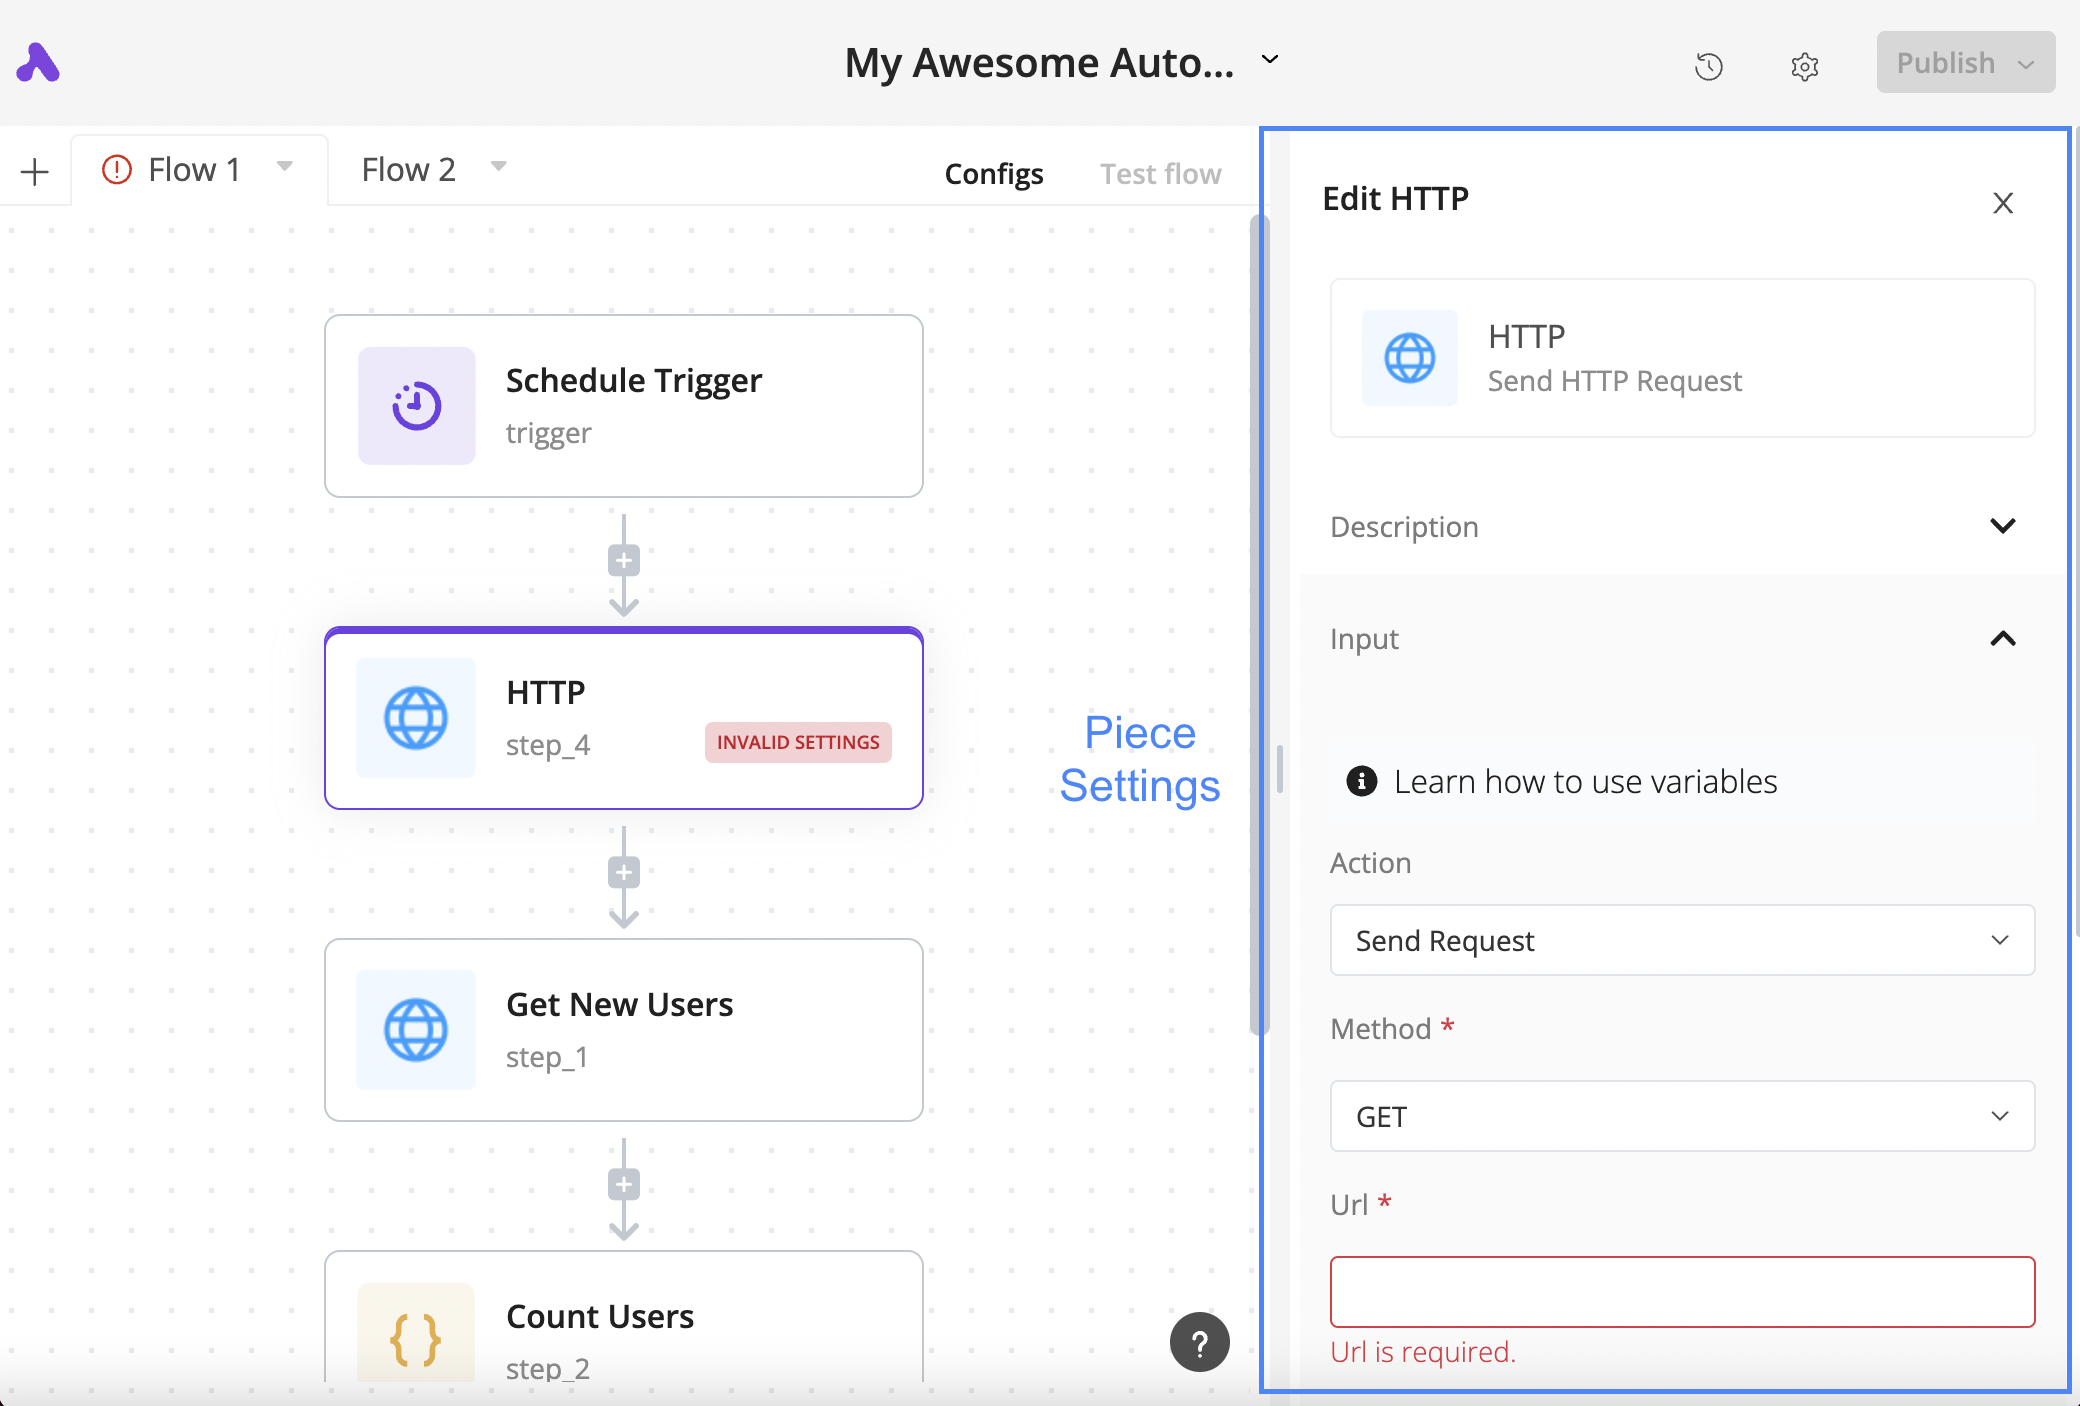 My Awesome Auto...
Publish
Flow 1
Flow 2
Configs
Test flow
Schedule Trigger
trigger
HTTP
step_4
INVALID SETTINGS
Get New Users
step_1
Count Users
step_2
?
Piece
Settings
Edit HTTP
HTTP
Send HTTP Request
Description
Input
Learn how to use variables
Action
Send Request
Method *
GET
Url *
Url is required.